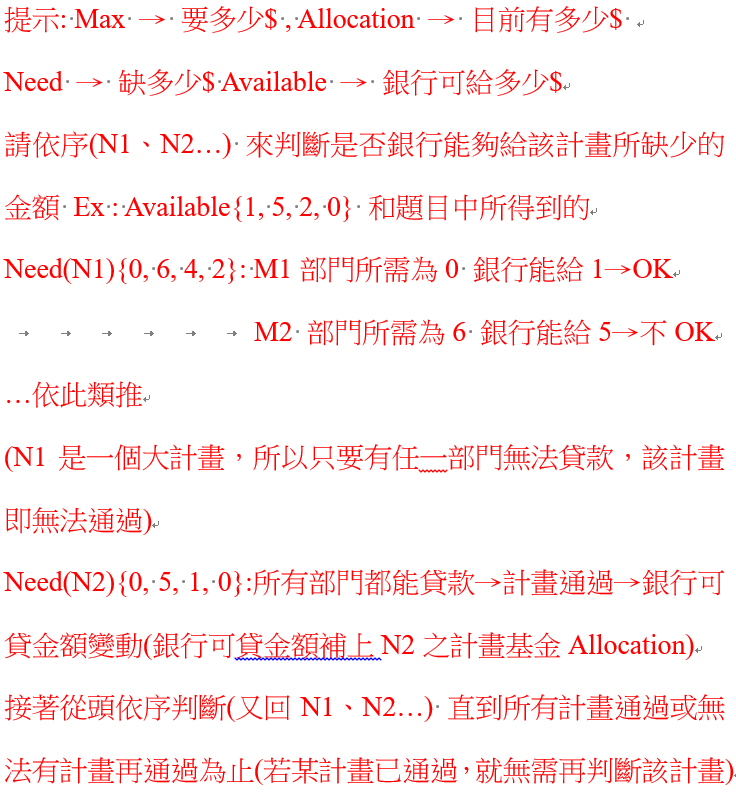 提示: Max → 要多少$ , Allocation → 目前有多少$
Need → 缺多少$ Available → 銀行可給多少$
請依序(N1、N2…) 來判斷是否銀行能夠給該計畫所缺少的
金額 Ex : Available{1, 5, 2, 0} 和題目中所得到的
Need(N1){0, 6, 4, 2}: M1 部門所需為 0 銀行能給 1→OK
M2 部門所需為 6 銀行能給 5→不 OK
…依此類推
(N1 是一個大計畫，所以只要有任一部門無法貸款，該計畫
即無法通過)
Need(N2){0, 5, 1, 0}:所有部門都能貸款→計畫通過→銀行可
貸金額變動(銀行可貸金額補上 N2 之計畫基金 Allocation)
接著從頭依序判斷(又回 N1、N2…) 直到所有計畫通過或無
法有計畫再通過為止(若某計畫已通過，就無需再判斷該計畫)